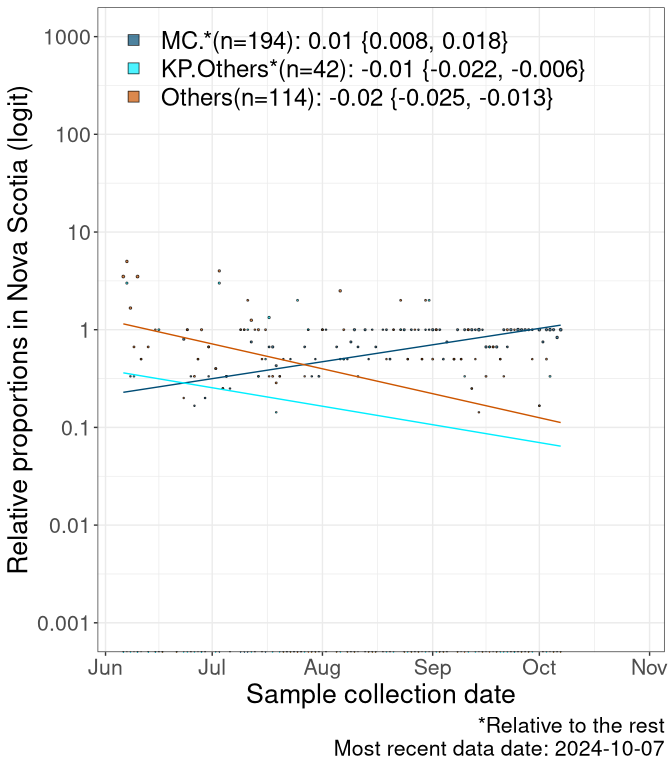 MC.*(n=194): 0.01 {0.008, 0.018}
KP.Others*(n=42): -0.01 {-0.022, -0.006}
Others(n=114): -0.02 {-0.025, -0.013}
Relative proportions in Nova Scotia (logit)
1000
100
10
1
0.1
0.01
0.001
Jun Jul Aug Sep Oct Nov
Sample collection date
*Relative to the rest
Most recent data date: 2024-10-07